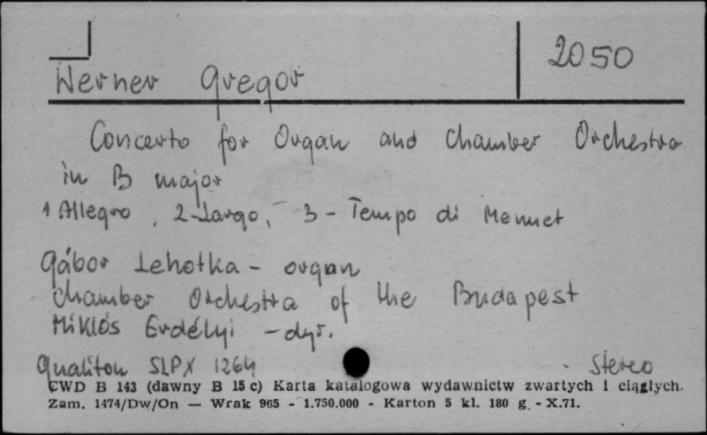 2050
Werner Gregor
Concerto for Organ and Chamber Orchestra
in B major
1 Allegro, 2-Largo, 3 - Tempo di Menuet
Gábor Lehotka - organ
Chamber Orchestra of the Budapest
Miklós Erdélyi - dyr.
Qualiton SLPX 1264 Stereo
CWD B 143 (dawny B 15 c) Karta katalogowa wydawnictw zwartych i ciągłych.
Zam. 1474/Dw/On — Wrak 965 - 1.750.000 - Karton 5 kl. 180 g. - X.71.